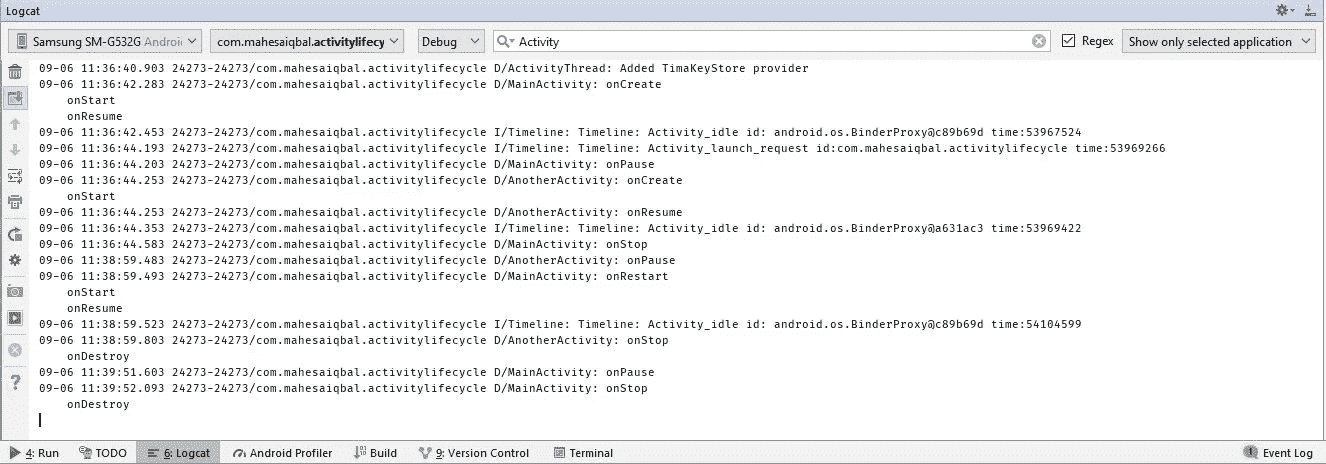 Logcat
Samsung SM-G532G Androi
com.mahesaiqbal.activitylifecy
Debug
Activity
Regex
Show only selected application
09-06 11:36:40.903 24273-24273/com.mahesaiqbal.activitylifecycle D/ActivityThread: Added TimaKeyStore provider
09-06 11:36:42.283 24273-24273/com.mahesaiqbal.activitylifecycle D/MainActivity: onCreate
onStart
onResume
09-06 11:36:42.453 24273-24273/com.mahesaiqbal.activitylifecycle I/Timeline: Timeline: Activity_idle id: android.os.BinderProxy@c89b69d time:53967524
09-06 11:36:44.193 24273-24273/com.mahesaiqbal.activitylifecycle I/Timeline: Timeline: Activity_launch_request id:com.mahesaiqbal.activitylifecycle time:53969266
09-06 11:36:44.203 24273-24273/com.mahesaiqbal.activitylifecycle D/MainActivity: onPause
09-06 11:36:44.253 24273-24273/com.mahesaiqbal.activitylifecycle D/AnotherActivity: onCreate
onStart
09-06 11:36:44.253 24273-24273/com.mahesaiqbal.activitylifecycle D/AnotherActivity: onResume
09-06 11:36:44.353 24273-24273/com.mahesaiqbal.activitylifecycle I/Timeline: Timeline: Activity_idle id: android.os.BinderProxy@a631ac3 time:53969422
09-06 11:36:44.583 24273-24273/com.mahesaiqbal.activitylifecycle D/MainActivity: onStop
09-06 11:38:59.483 24273-24273/com.mahesaiqbal.activitylifecycle D/AnotherActivity: onPause
09-06 11:38:59.493 24273-24273/com.mahesaiqbal.activitylifecycle D/MainActivity: onRestart
onStart
onResume
09-06 11:38:59.523 24273-24273/com.mahesaiqbal.activitylifecycle I/Timeline: Timeline: Activity_idle id: android.os.BinderProxy@c89b69d time:54104599
09-06 11:38:59.803 24273-24273/com.mahesaiqbal.activitylifecycle D/AnotherActivity: onStop
onDestroy
09-06 11:39:51.603 24273-24273/com.mahesaiqbal.activitylifecycle D/MainActivity: onPause
09-06 11:39:52.093 24273-24273/com.mahesaiqbal.activitylifecycle D/MainActivity: onStop
onDestroy
4: Run
TODO
6: Logcat
Android Profiler
Build
9: Version Control
Terminal
Event Log